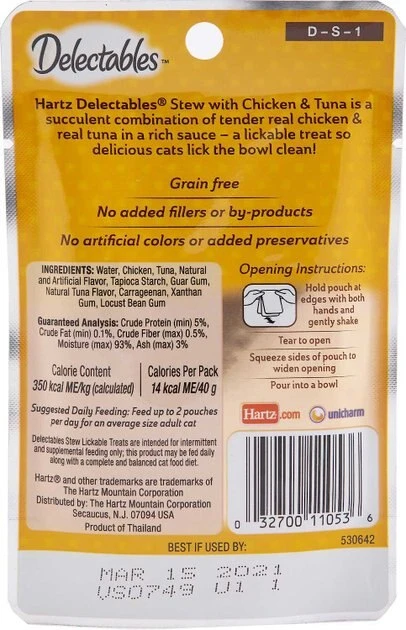 D-S-1
Delectables™
Hartz Delectables® Stew with Chicken & Tuna is a
succulent combination of tender real chicken &
real tuna in a rich sauce – a lickable treat so
delicious cats lick the bowl clean!
Grain free
No added fillers or by-products
No artificial colors or added preservatives
INGREDIENTS: Water, Chicken, Tuna, Natural
and Artificial Flavor, Tapioca Starch, Guar Gum,
Natural Tuna Flavor, Carrageenan, Xanthan
Gum, Locust Bean Gum
Guaranteed Analysis: Crude Protein (min) 5%,
Crude Fat (min) 0.1%, Crude Fiber (max) 0.5%,
Moisture (max) 93%, Ash (max) 3%
Calorie Content
350 kcal ME/kg (calculated)
Calories Per Pack
14 kcal ME/40 g
Suggested Daily Feeding: Feed up to 2 pouches
per day for an average size adult cat
Delectables Stew Lickable Treats are intended for intermittent
and supplemental feeding only; this product may be fed daily
along with a complete and balanced cat food diet.
Hartz® and other trademarks are trademarks of
The Hartz Mountain Corporation
Distributed by: The Hartz Mountain Corporation
Secaucus, N.J. 07094 USA
Product of Thailand
Opening Instructions:
Hold pouch at
edges with both
hands and
gently shake
Tear to open
Squeeze sides of pouch to
widen opening
Pour into a bowl
Hartz.com unicharm
0 32700 11053 6
BEST IF USED BY:
530642
MAR 15 2021
US0749 U1 1